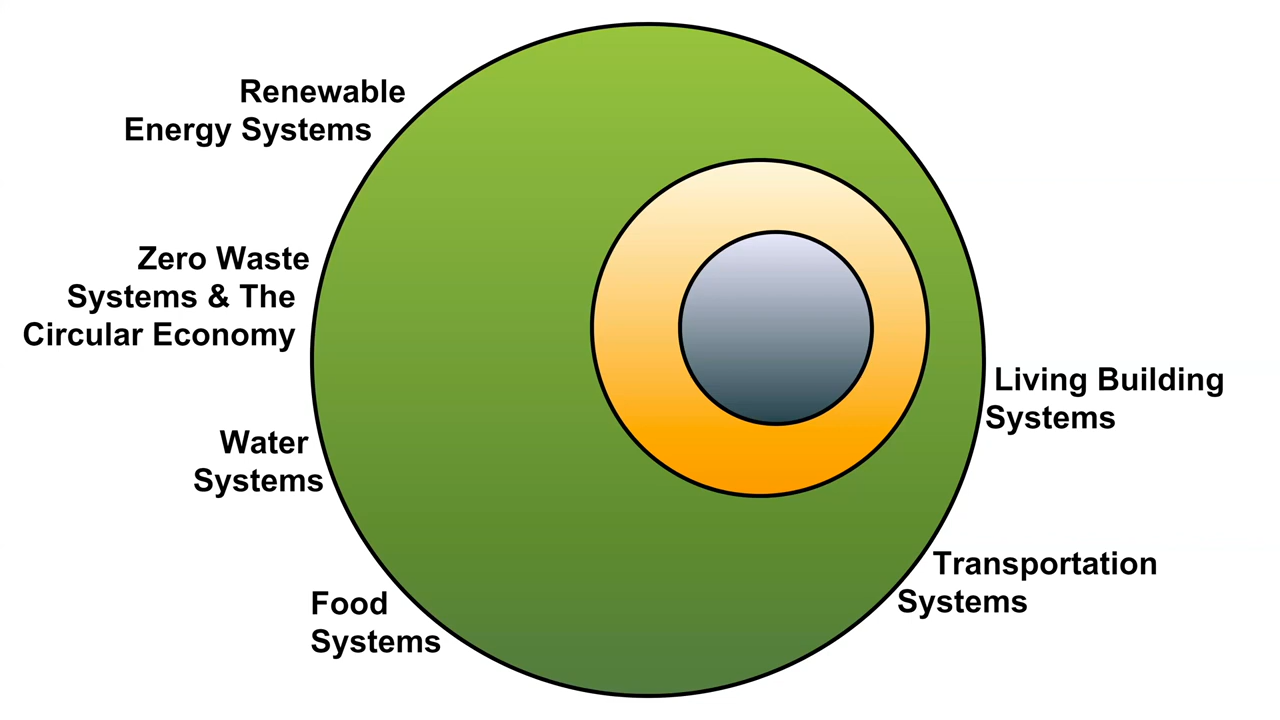 Renewable
Energy Systems
Zero Waste
Systems & The
Circular Economy
Water
Systems
Food
Systems
Living Building
Systems
Transportation
Systems